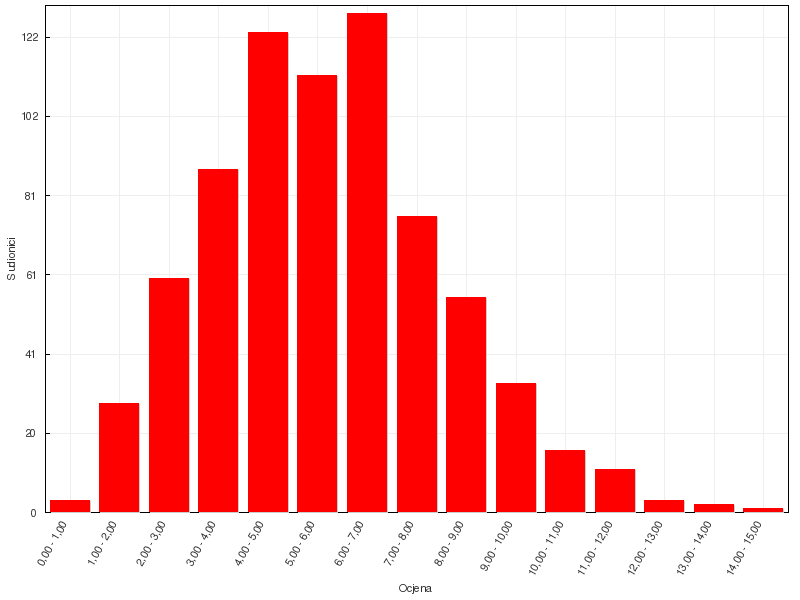 122
102
81
61
41
20
0
Sudionici
0,00 - 1,00
1,00 - 2,00
2,00 - 3,00
3,00 - 4,00
4,00 - 5,00
5,00 - 6,00
6,00 - 7,00
7,00 - 8,00
8,00 - 9,00
9,00 - 10,00
10,00 - 11,00
11,00 - 12,00
12,00 - 13,00
13,00 - 14,00
14,00 - 15,00
Ocjena